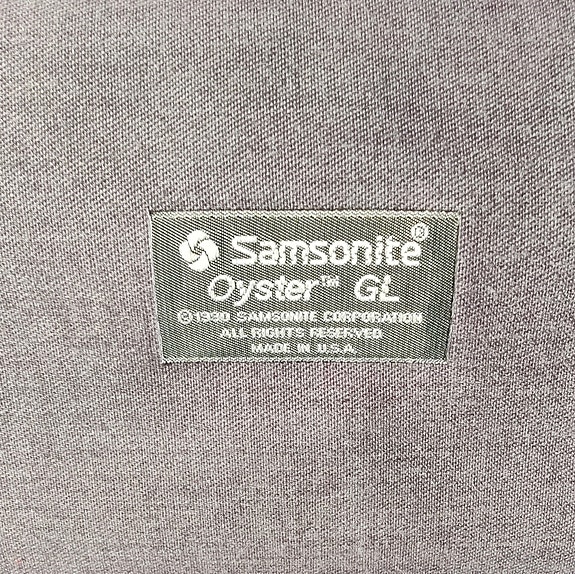 Samsonite®
Oyster™ GL
©1990 SAMSONITE CORPORATION
ALL RIGHTS RESERVED
MADE IN U.S.A.